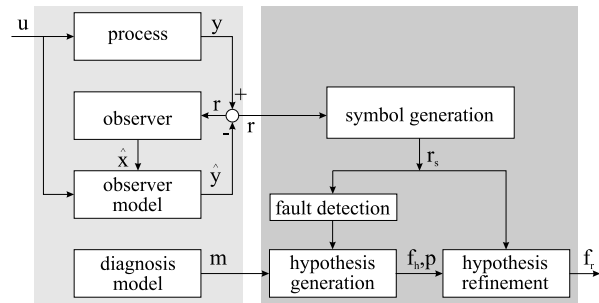 u
process
y
+
observer
r
r
-
symbol generation
x̂
ŷ
r_s
observer
model
fault detection
diagnosis
model
m
hypothesis
generation
f_h,p
hypothesis
refinement
f_r